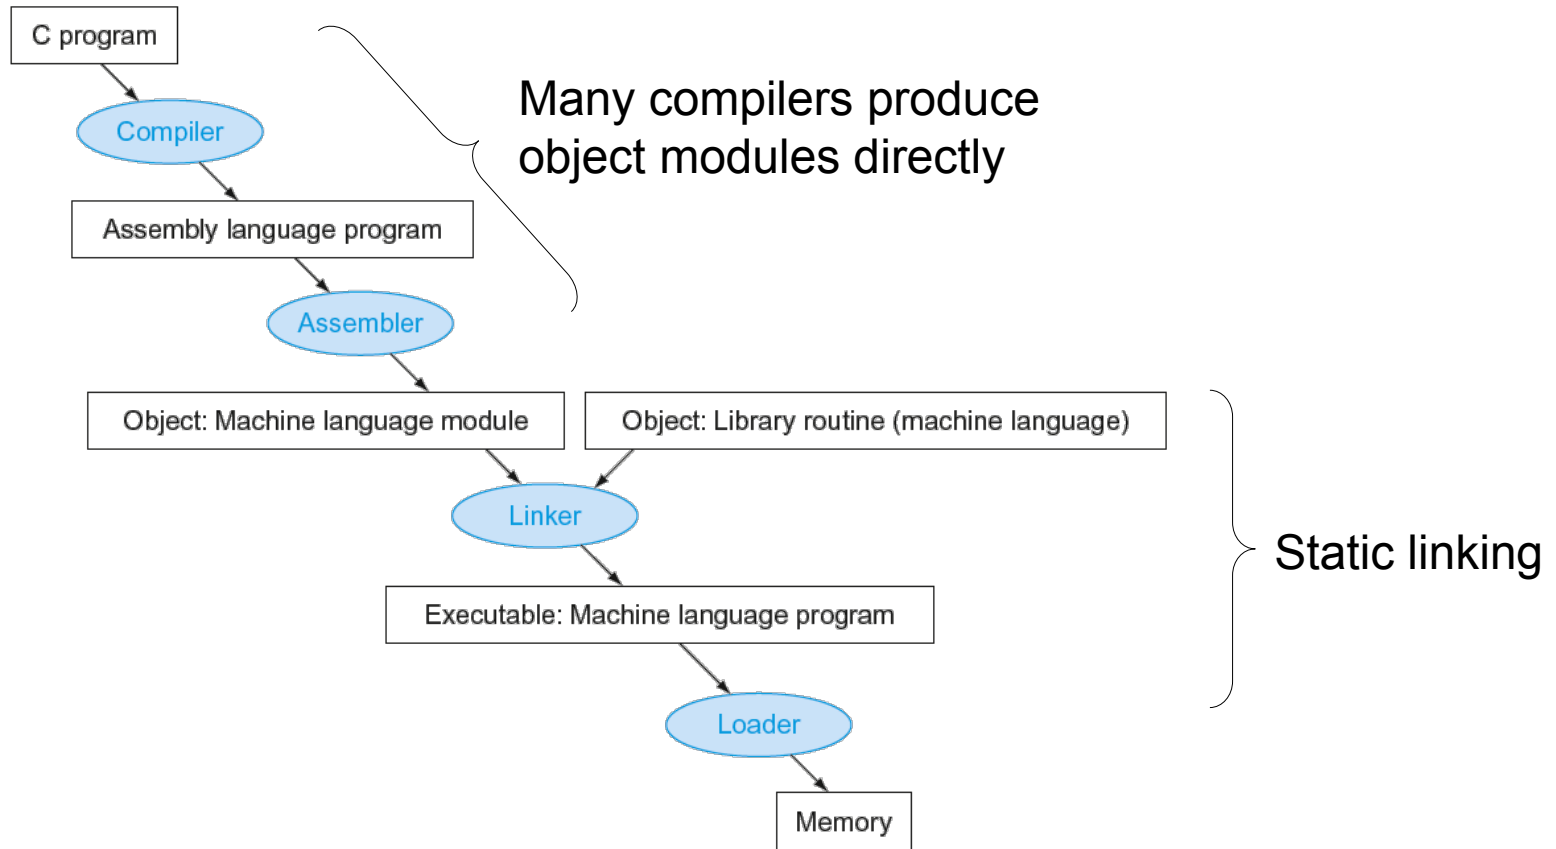 C program
Many compilers produce
object modules directly
Compiler
Assembly language program
Assembler
Object: Machine language module
Object: Library routine (machine language)
Linker
Static linking
Executable: Machine language program
Loader
Memory